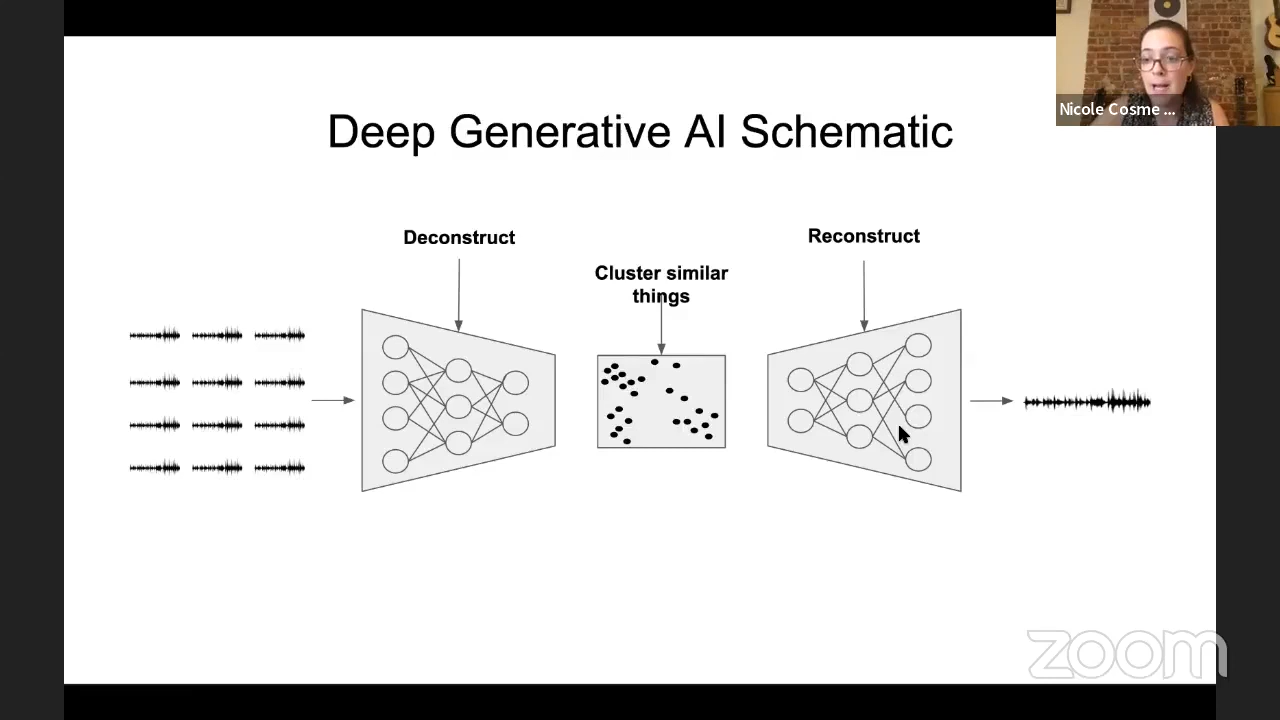 Nicole Cosme ...
Deep Generative AI Schematic
Deconstruct
Reconstruct
Cluster similar
things
zoom